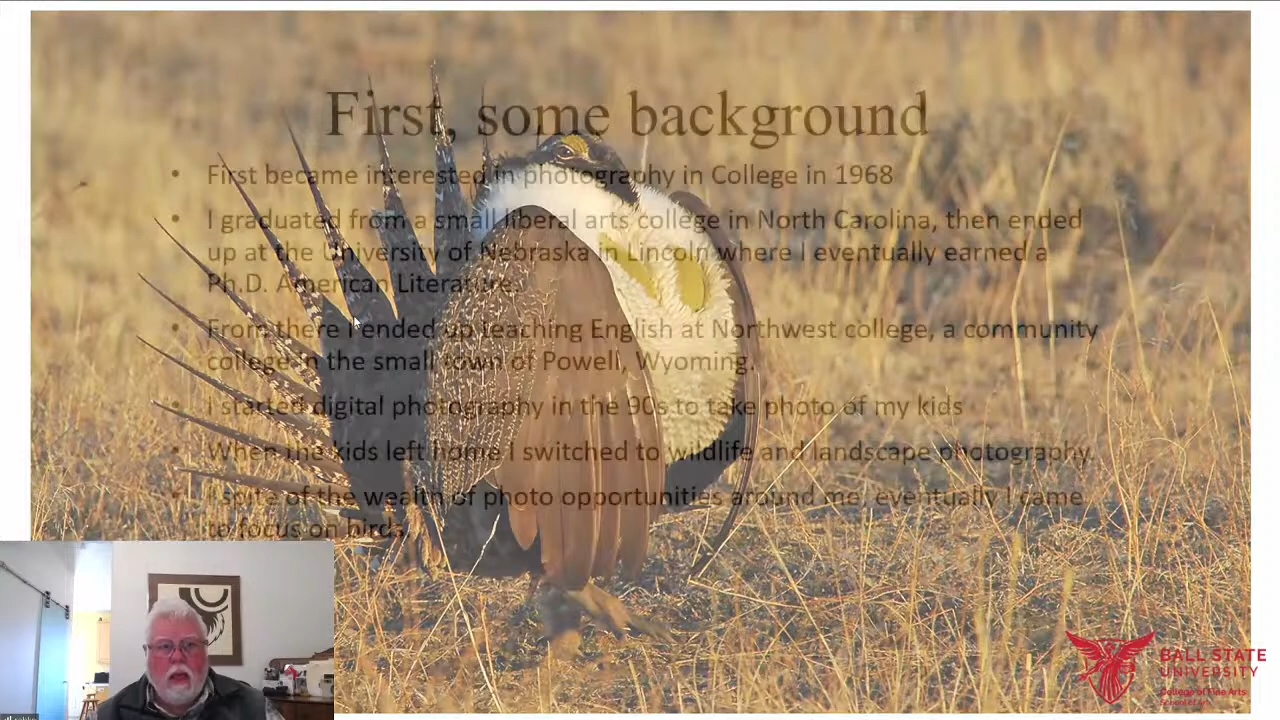 First, some background
• First became interested in photography in College in 1968
• I graduated from a small liberal arts college in North Carolina, then ended
up at the University of Nebraska in Lincoln where I eventually earned a
Ph.D. American Literature.
• From there I ended up teaching English at Northwest college, a community
college in the small town of Powell, Wyoming.
• I started digital photography in the 90s to take photo of my kids
• When the kids left home I switched to wildlife and landscape photography.
• I spite of the wealth of photo opportunities around me, eventually I came
to focus on birds.
BALL STATE
UNIVERSITY
College of Fine Arts
School of Art